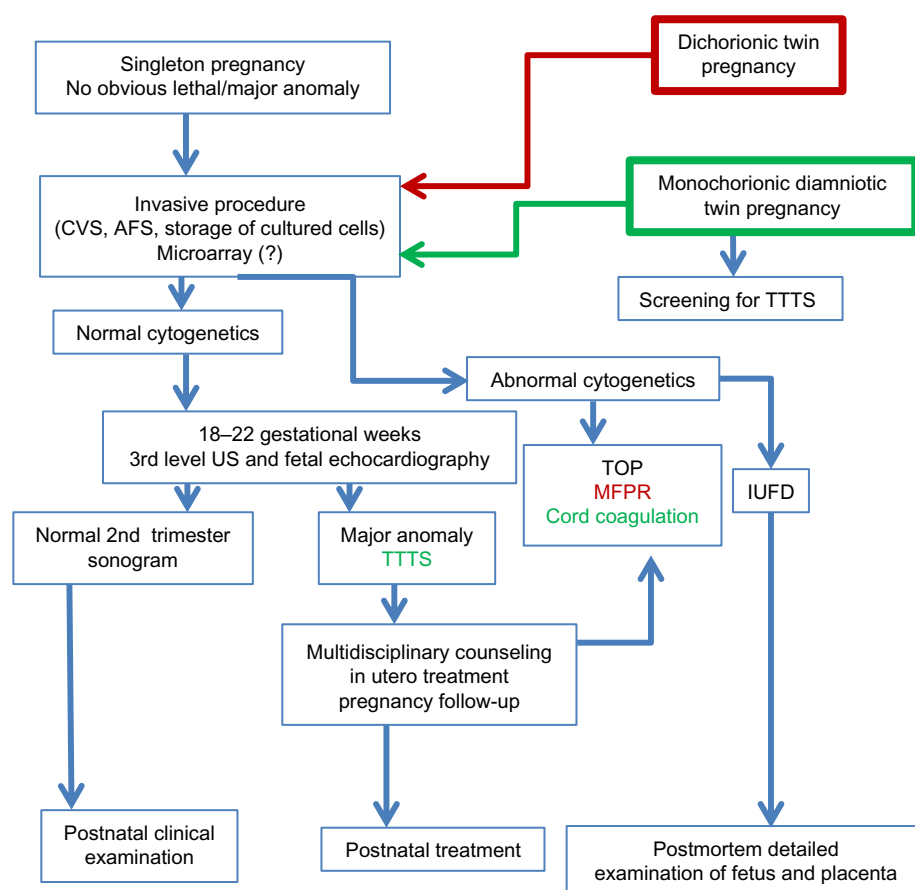 Singleton pregnancy
No obvious lethal/major anomaly
Dichorionic twin
pregnancy
Invasive procedure
(CVS, AFS, storage of cultured cells)
Microarray (?)
Monochorionic diamniotic
twin pregnancy
Screening for TTTS
Normal cytogenetics
Abnormal cytogenetics
18–22 gestational weeks
3rd level US and fetal echocardiography
TOP
MFPR
Cord coagulation
IUFD
Normal 2nd trimester
sonogram
Major anomaly
TTTS
Multidisciplinary counseling
in utero treatment
pregnancy follow-up
Postnatal clinical
examination
Postnatal treatment
Postmortem detailed
examination of fetus and placenta